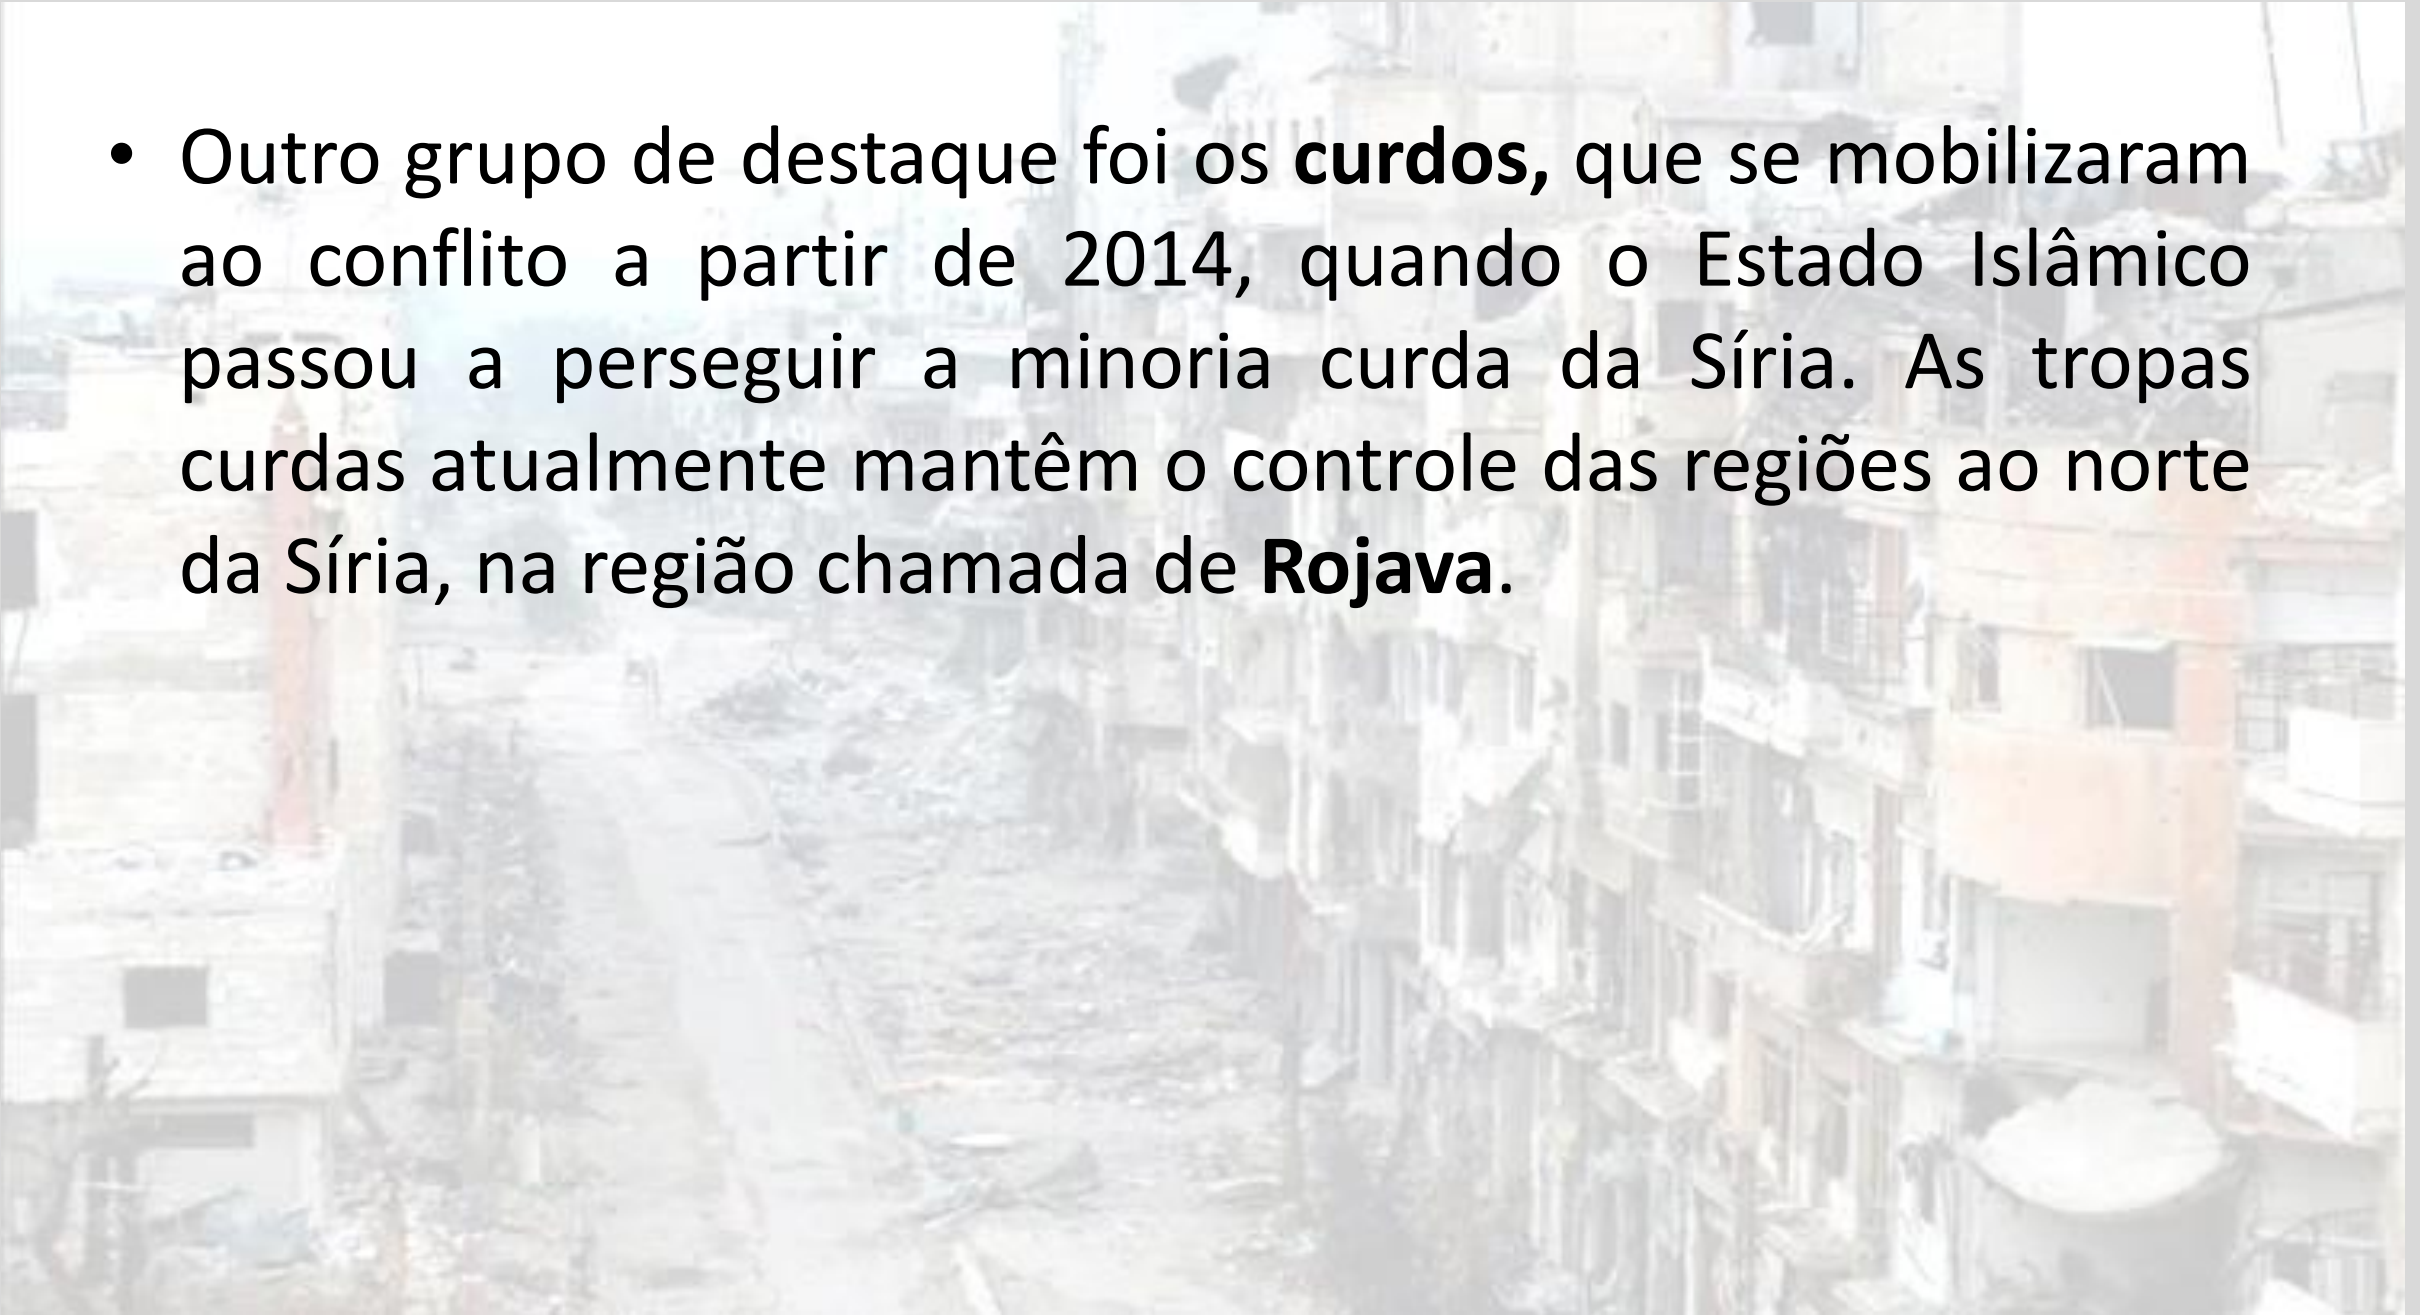 • Outro grupo de destaque foi os curdos, que se mobilizaram
ao conflito a partir de 2014, quando o Estado Islâmico
passou a perseguir a minoria curda da Síria. As tropas
curdas atualmente mantêm o controle das regiões ao norte
da Síria, na região chamada de Rojava.